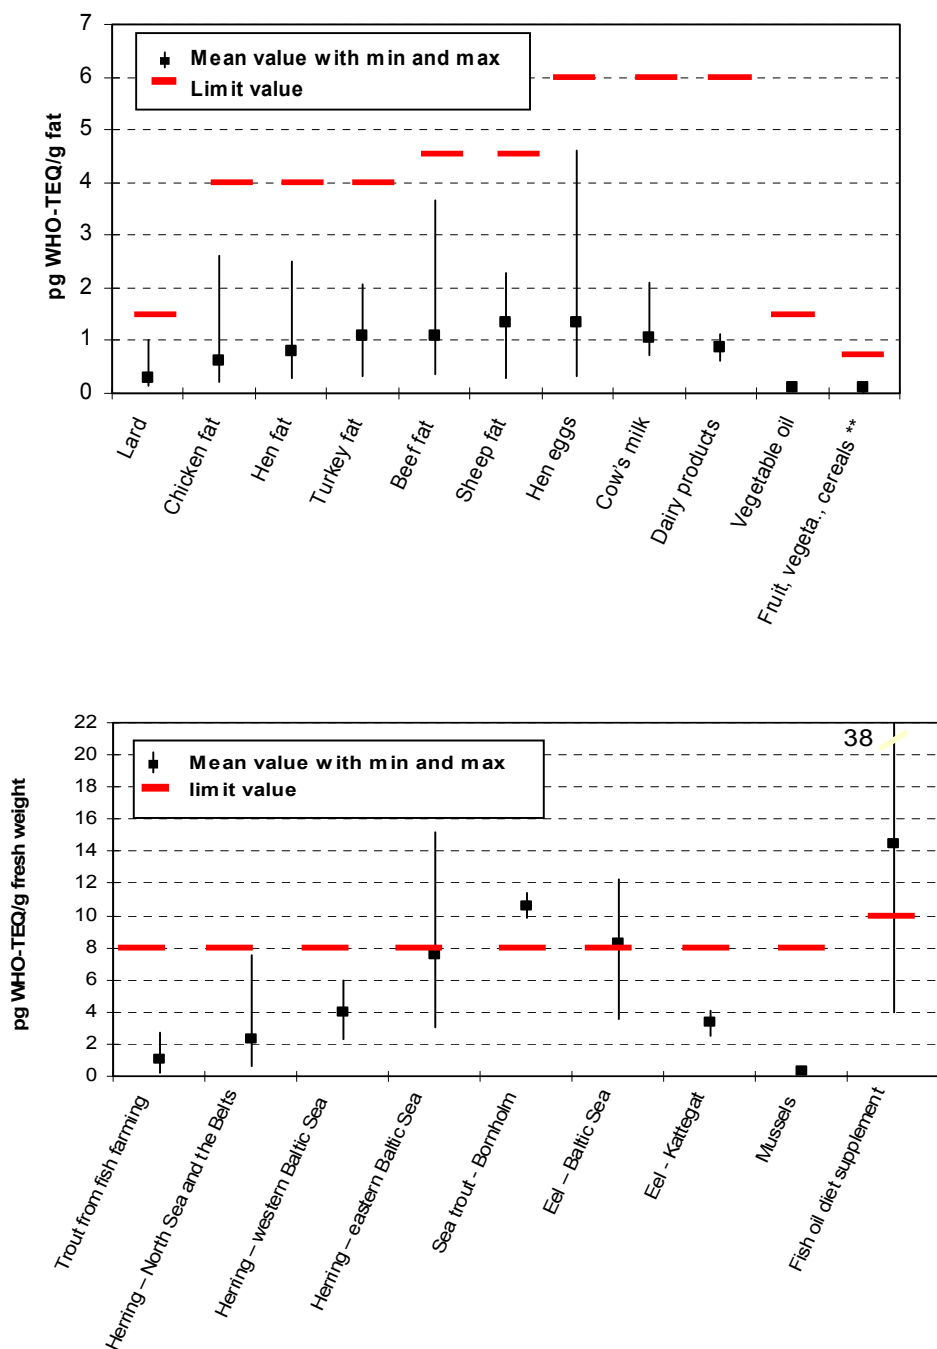 7
6
5
4
3
2
1
0
pg WHO-TEQ/g fat
Mean value with min and max
Limit value
Lard
Chicken fat
Hen fat
Turkey fat
Beef fat
Sheep fat
Hen eggs
Cow's milk
Dairy products
Vegetable oil
Fruit, vegeta., cereals **
22
20
18
16
14
12
10
8
6
4
2
0
pg WHO-TEQ/g fresh weight
Mean value with min and max
limit value
38
Trout from fish farming
Herring – North Sea and the Belts
Herring – western Baltic Sea
Herring – eastern Baltic Sea
Sea trout - Bornholm
Eel – Baltic Sea
Eel - Kattegat
Mussels
Fish oil diet supplement